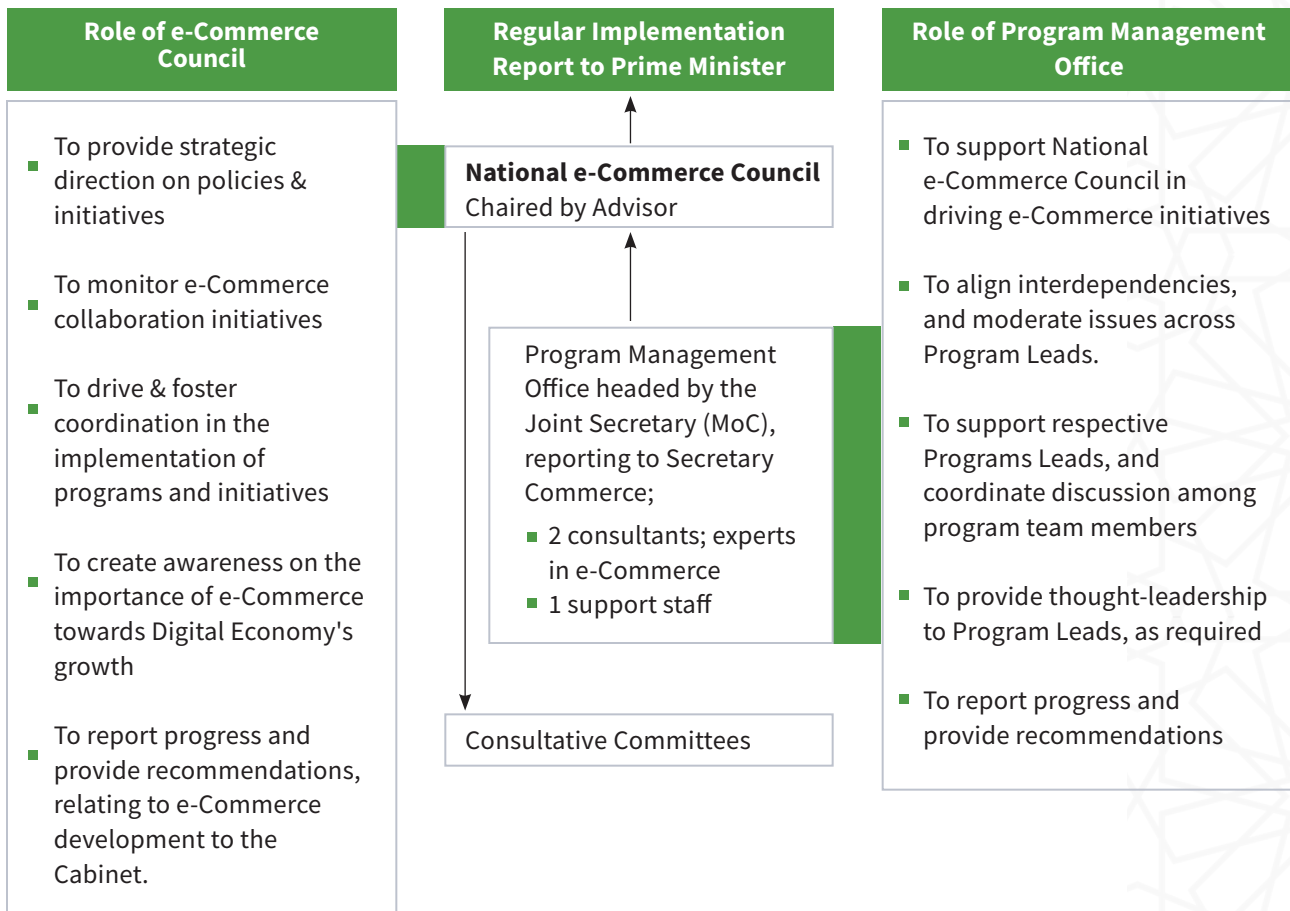 Role of e-Commerce
Council
To provide strategic
direction on policies &
initiatives
To monitor e-Commerce
collaboration initiatives
To drive & foster
coordination in the
implementation of
programs and initiatives
To create awareness on the
importance of e-Commerce
towards Digital Economy's
growth
To report progress and
provide recommendations,
relating to e-Commerce
development to the
Cabinet.
Regular Implementation
Report to Prime Minister
National e-Commerce Council
Chaired by Advisor
Program Management
Office headed by the
Joint Secretary (MoC),
reporting to Secretary
Commerce;
2 consultants; experts
in e-Commerce
1 support staff
Consultative Committees
Role of Program Management
Office
To support National
e-Commerce Council in
driving e-Commerce initiatives
To align interdependencies,
and moderate issues across
Program Leads.
To support respective
Programs Leads, and
coordinate discussion among
program team members
To provide thought-leadership
to Program Leads, as required
To report progress and
provide recommendations